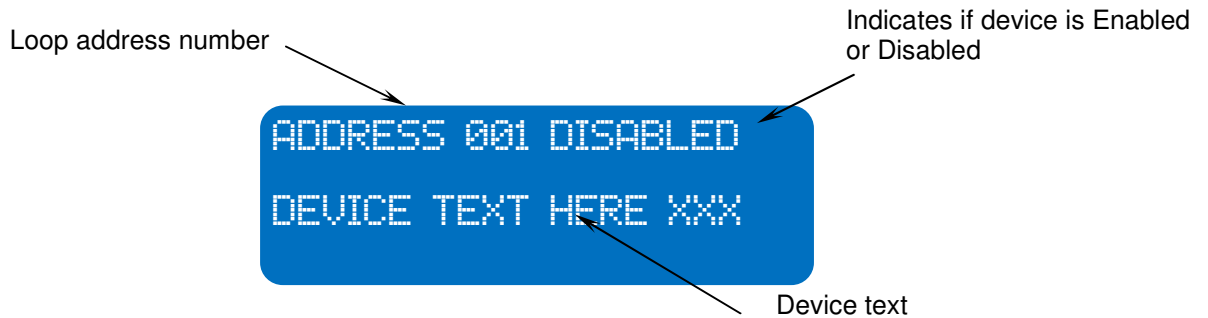 Indicates if device is Enabled
or Disabled
Loop address number
ADDRESS 001 DISABLED
DEVICE TEXT HERE XXX
Device text